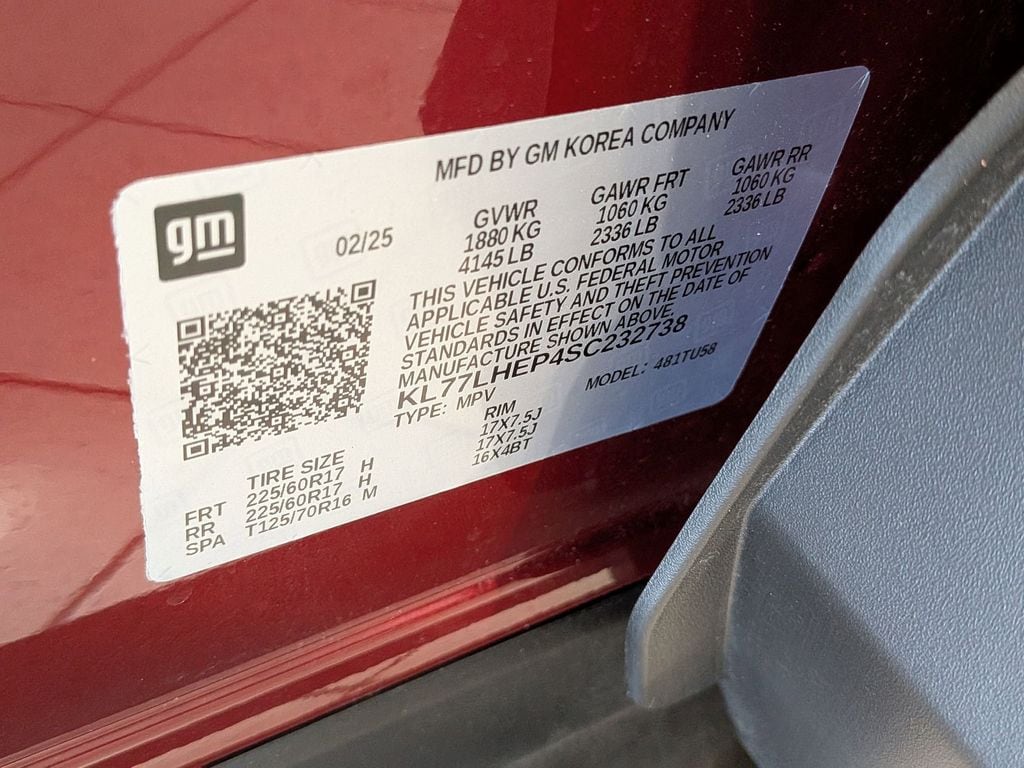 MFD BY GM KOREA COMPANY
gm
02/25
GVWR GAWR FRT GAWR RR
1880 KG 1060 KG 1060 KG
4145 LB 2336 LB 2336 LB
THIS VEHICLE CONFORMS TO ALL
APPLICABLE U.S. FEDERAL MOTOR
VEHICLE SAFETY AND THEFT PREVENTION
STANDARDS IN EFFECT ON THE DATE OF
MANUFACTURE SHOWN ABOVE.
KL77LHEP4SC232738
TYPE: MPV MODEL: 481TU58
TIRE SIZE RIM
FRT 225/60R17 H 17X7.5J
RR 225/60R17 H 17X7.5J
SPA T125/70R16 M 16X4BT